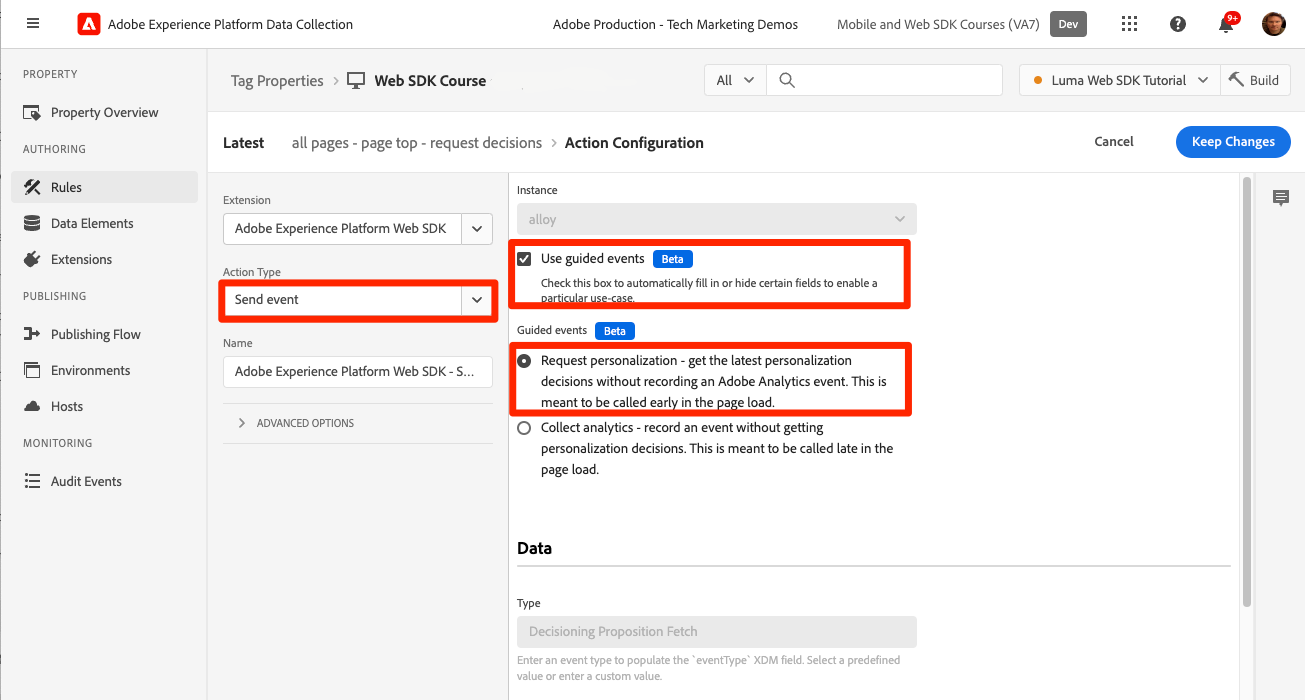 Adobe Experience Platform Data Collection
Adobe Production - Tech Marketing Demos
Mobile and Web SDK Courses (VA7)
Dev
9+
PROPERTY
Property Overview
AUTHORING
Rules
Data Elements
Extensions
PUBLISHING
Publishing Flow
Environments
Hosts
MONITORING
Audit Events
Tag Properties
Web SDK Course
All
Luma Web SDK Tutorial
Build
Latest
all pages - page top - request decisions
Action Configuration
Cancel
Keep Changes
Extension
Adobe Experience Platform Web SDK
Action Type
Send event
Name
Adobe Experience Platform Web SDK - S...
ADVANCED OPTIONS
Instance
alloy
Use guided events Beta
Check this box to automatically fill in or hide certain fields to enable a
particular use-case.
Guided events Beta
Request personalization - get the latest personalization
decisions without recording an Adobe Analytics event. This is
meant to be called early in the page load.
Collect analytics - record an event without getting
personalization decisions. This is meant to be called late in the
page load.
Data
Type
Decisioning Proposition Fetch
Enter an event type to populate the `eventType` XDM field. Select a predefined
value or enter a custom value.